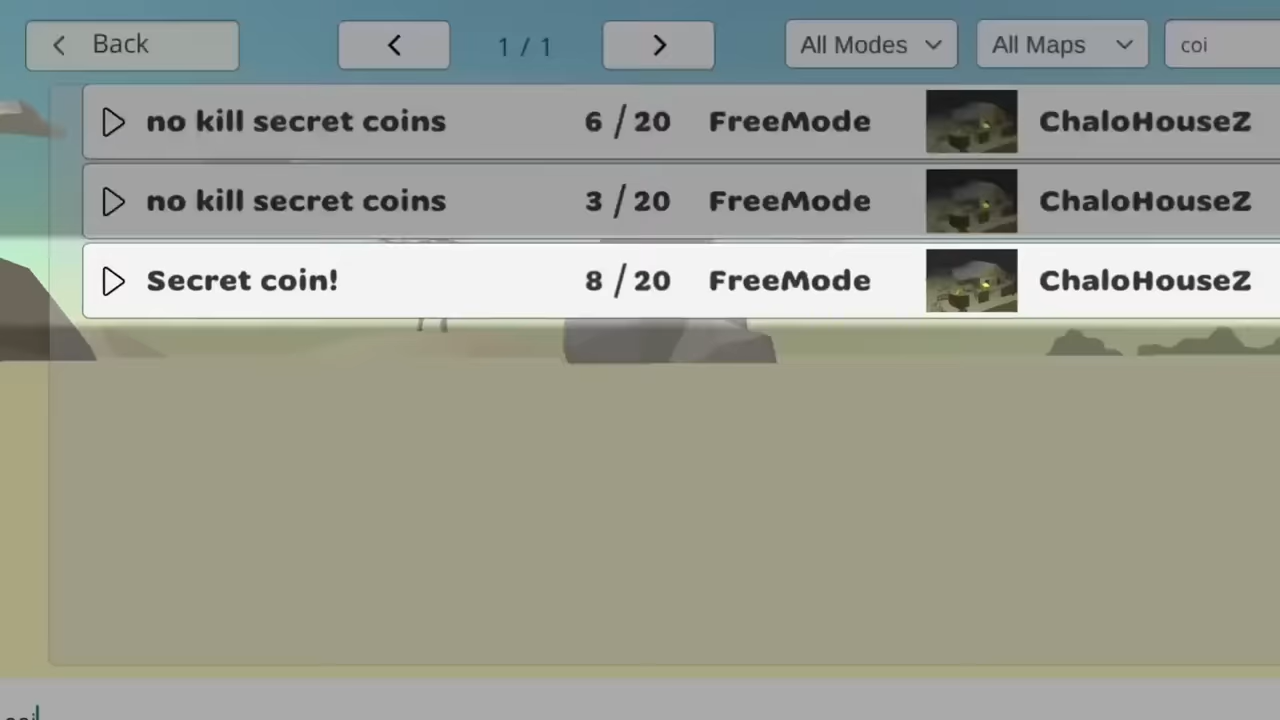 Back 1 / 1 All Modes All Maps coi
no kill secret coins 6 / 20 FreeMode ChaloHouseZ
no kill secret coins 3 / 20 FreeMode ChaloHouseZ
Secret coin! 8 / 20 FreeMode ChaloHouseZ
coi